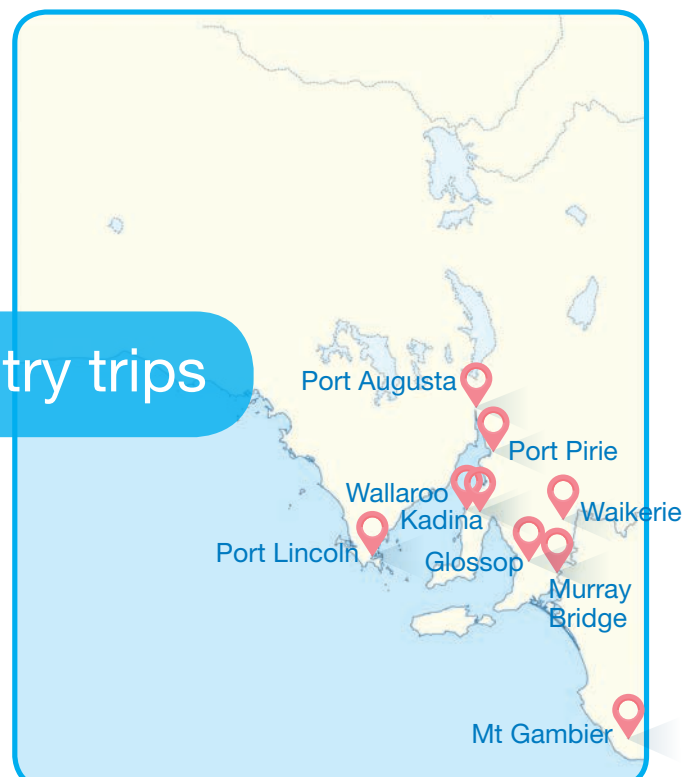 try trips
Port Augusta
Port Pirie
Wallaroo
Kadina
Waikerie
Port Lincoln
Glossop
Murray
Bridge
Mt Gambier